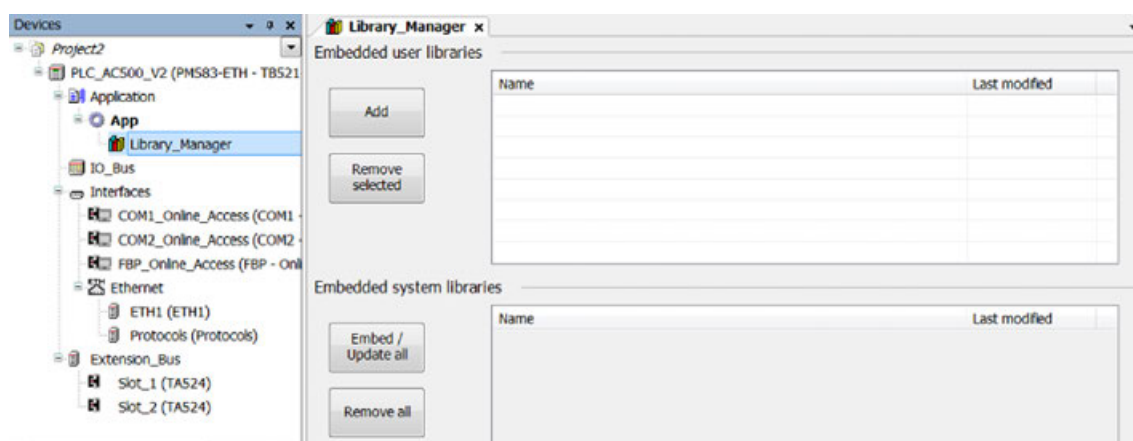 Devices
Project2
PLC_AC500_V2 (PM583-ETH - TB521
Application
App
Library_Manager
IO_Bus
Interfaces
COM1_Online_Access (COM1 -
COM2_Online_Access (COM2 -
FBP_Online_Access (FBP - Onli
Ethernet
ETH1 (ETH1)
Protocols (Protocols)
Extension_Bus
Slot_1 (TA524)
Slot_2 (TA524)
Library_Manager x
Embedded user libraries
Name Last modified
Add
Remove
selected
Embedded system libraries
Name Last modified
Embed /
Update all
Remove all